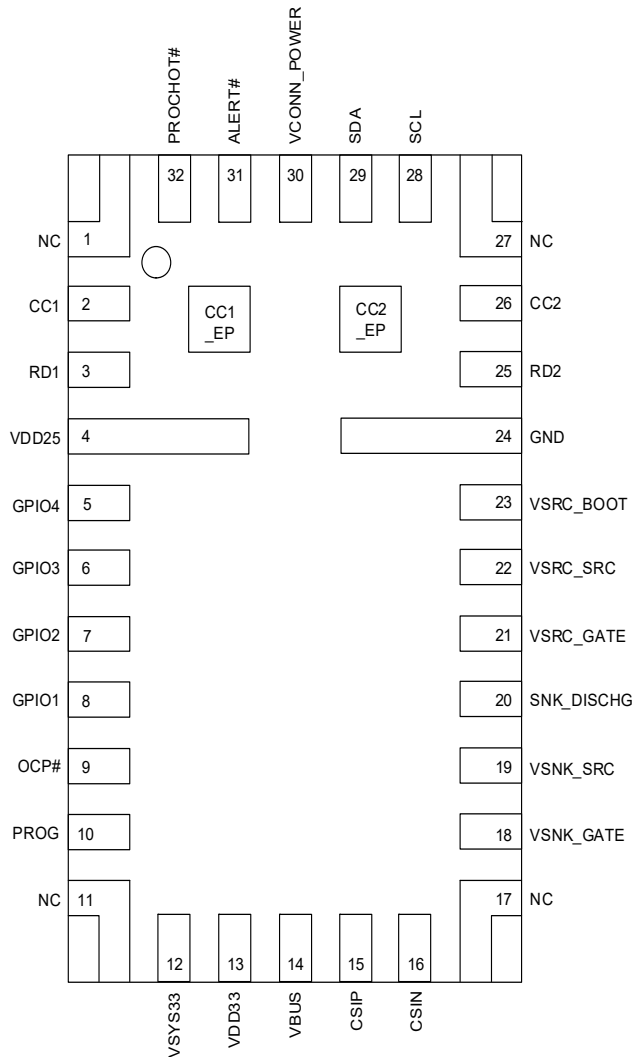 PROCHOT#
ALERT#
VCONN_POWER
SDA
SCL
32
31
30
29
28
NC 1
27 NC
CC1 2
CC1
_EP
CC2
_EP
26 CC2
RD1 3
25 RD2
VDD25 4
24 GND
GPIO4 5
23 VSRC_BOOT
GPIO3 6
22 VSRC_SRC
GPIO2 7
21 VSRC_GATE
GPIO1 8
20 SNK_DISCHG
OCP# 9
19 VSNK_SRC
PROG 10
18 VSNK_GATE
NC 11
17 NC
12
13
14
15
16
VSYS33
VDD33
VBUS
CSIP
CSIN